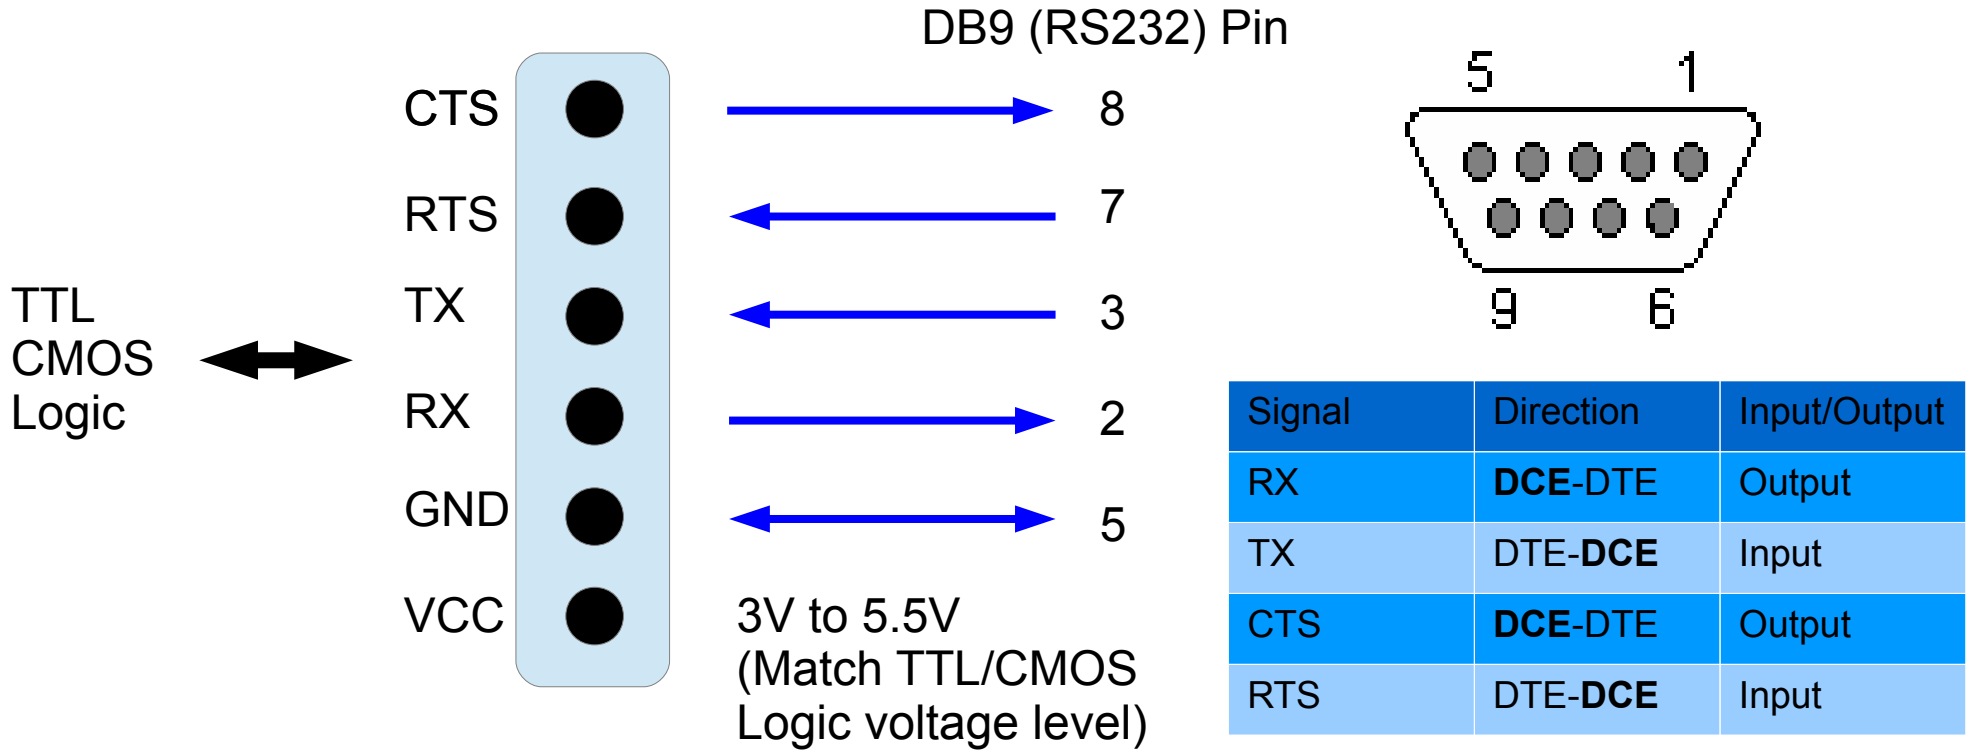 DB9 (RS232) Pin
5 1
CTS 8
RTS 7
TX 3
RX 2
GND 5
VCC
TTL
CMOS
Logic
3V to 5.5V
(Match TTL/CMOS
Logic voltage level)
9 6
Signal Direction Input/Output
RX DCE-DTE Output
TX DTE-DCE Input
CTS DCE-DTE Output
RTS DTE-DCE Input